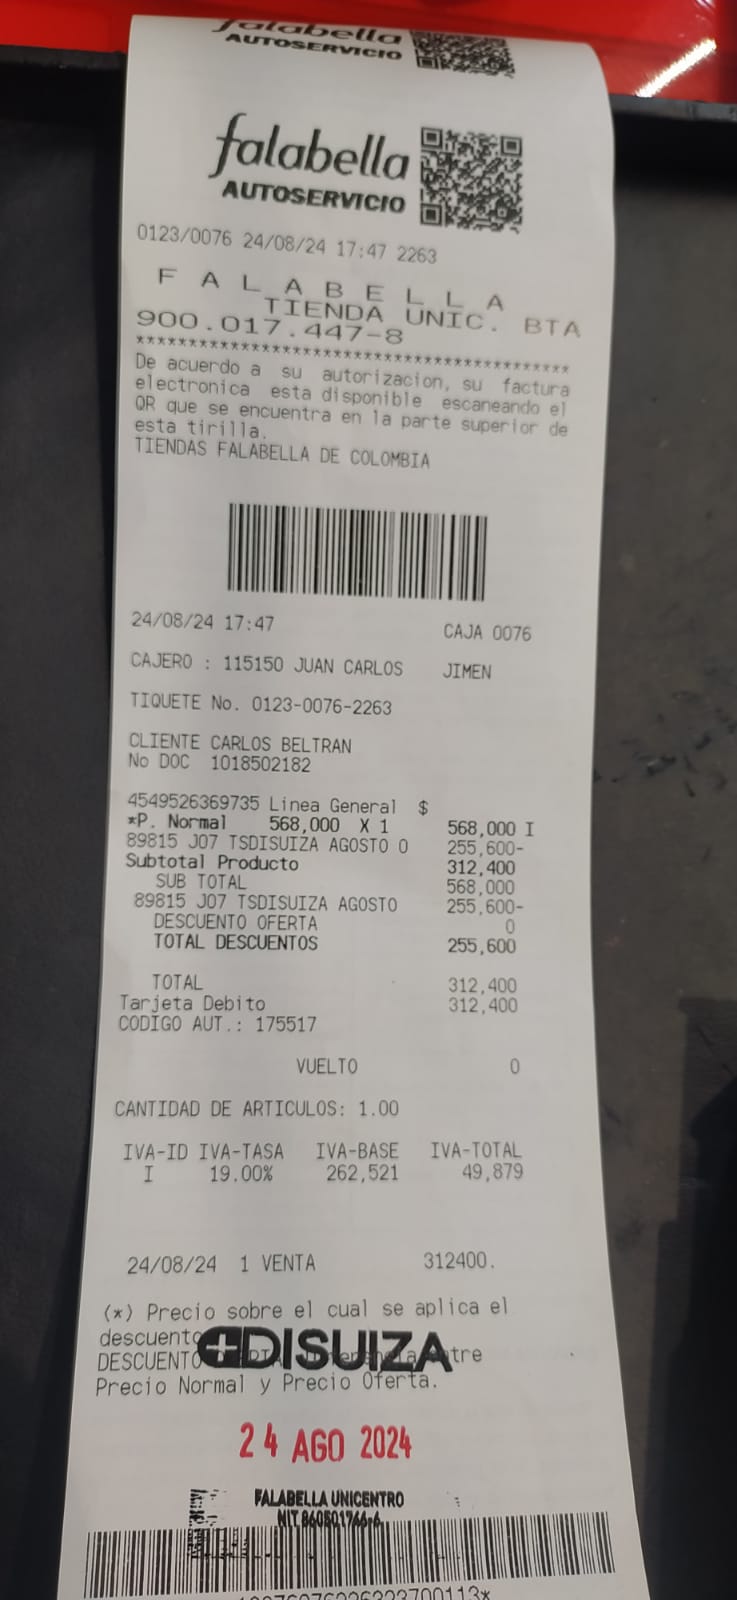 falabella
AUTOSERVICIO
falabella
AUTOSERVICIO
0123/0076 24/08/24 17:47 2263
F A L A B E L L A
TIENDA UNIC. BTA
900.017.447-8
******************************************
De acuerdo a su autorizacion, su factura
electronica esta disponible escaneando el
QR que se encuentra en la parte superior de
esta tirilla.
TIENDAS FALABELLA DE COLOMBIA
24/08/24 17:47 CAJA 0076
CAJERO : 115150 JUAN CARLOS JIMEN
TIQUETE No. 0123-0076-2263
CLIENTE CARLOS BELTRAN
No DOC 1018502182
4549526369735 Linea General $
*P. Normal 568,000 X 1 568,000 I
89815 J07 TSDISUIZA AGOSTO 0 255,600-
Subtotal Producto 312,400
SUB TOTAL 568,000
89815 J07 TSDISUIZA AGOSTO 255,600-
DESCUENTO OFERTA 0
TOTAL DESCUENTOS 255,600
TOTAL 312,400
Tarjeta Debito 312,400
CODIGO AUT.: 175517
VUELTO 0
CANTIDAD DE ARTICULOS: 1.00
IVA-ID IVA-TASA IVA-BASE IVA-TOTAL
I 19.00% 262,521 49,879
24/08/24 1 VENTA 312400.
(*) Precio sobre el cual se aplica el
descuento
DISUIZA
DESCUENTO
Precio Normal y Precio Oferta.
24 AGO 2024
FALABELLA UNICENTRO
NIT 860501766-6